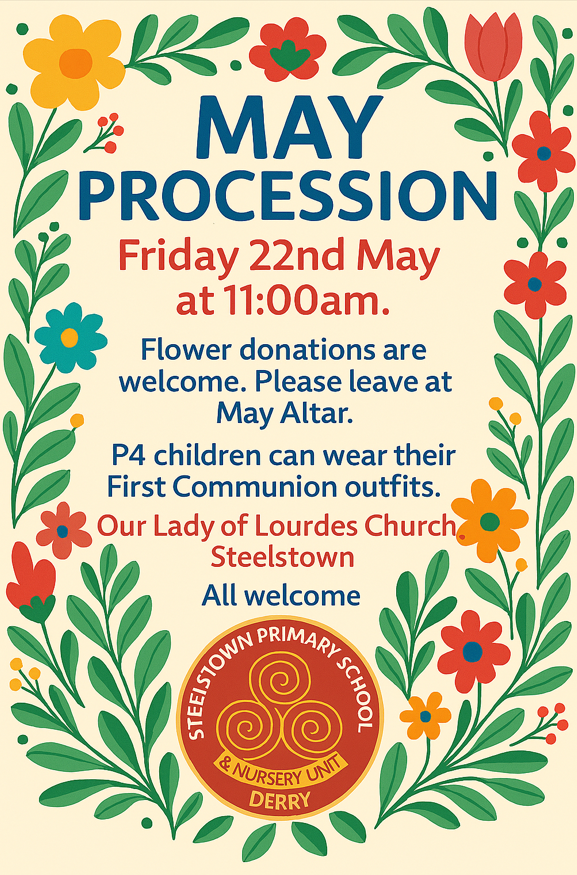 MAY
PROCESSION
Friday 22nd May
at 11:00am.
Flower donations are
welcome. Please leave at
May Altar.
P4 children can wear their
First Communion outfits.
Our Lady of Lourdes Church,
Steelstown
All welcome
STEELSTOWN PRIMARY SCHOOL
& NURSERY UNIT
DERRY